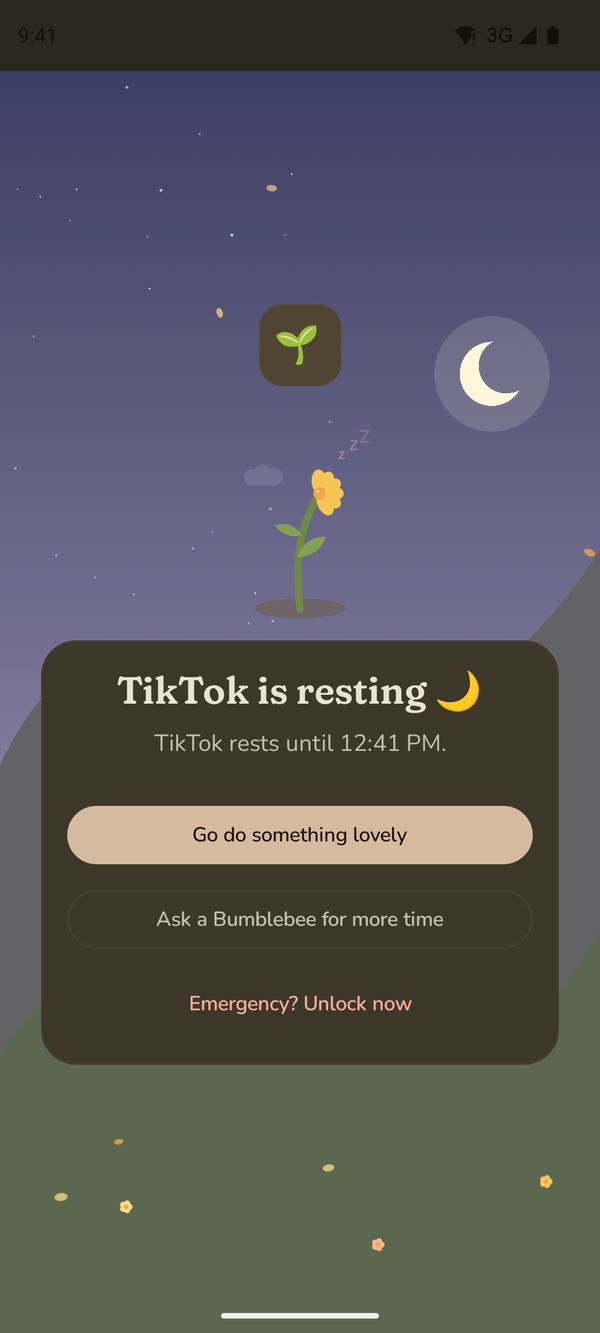 9:41
3G
z z Z
TikTok is resting 🌙
TikTok rests until 12:41 PM.
Go do something lovely
Ask a Bumblebee for more time
Emergency? Unlock now